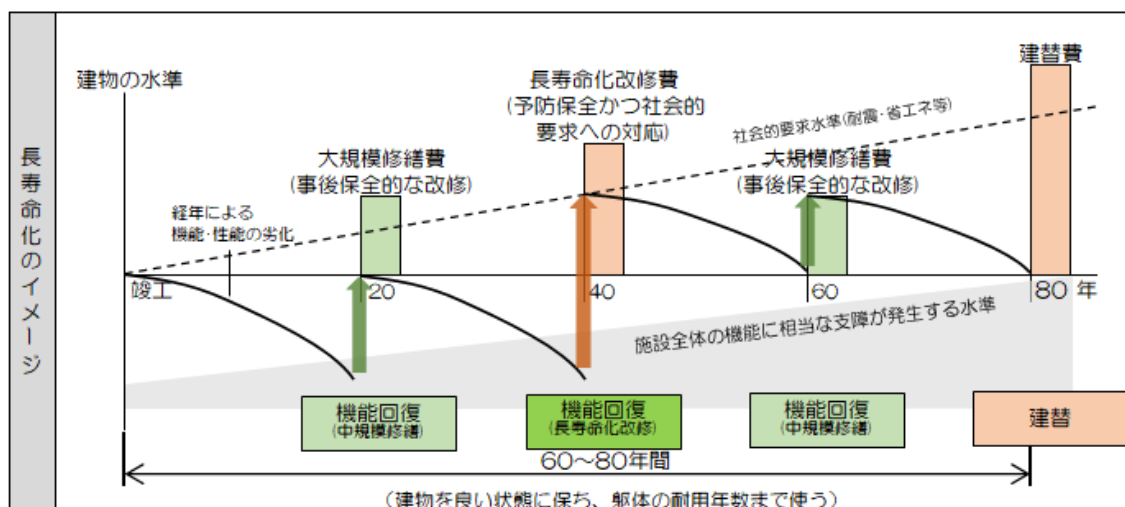 長寿命化のイメージ
建物の水準
建替費
長寿命化改修費
(予防保全かつ社会的
要求への対応)
社会的要求水準(耐震・省エネ等)
大規模修繕費
(事後保全的な改修)
大規模修繕費
(事後保全的な改修)
経年による
機能・性能の劣化
竣工
20
40
60
80 年
施設全体の機能に相当な支障が発生する水準
機能回復
(中規模修繕)
機能回復
(長寿命化改修)
機能回復
(中規模修繕)
建替
60～80年間
(建物を良い状態に保ち、躯体の耐用年数まで使う)